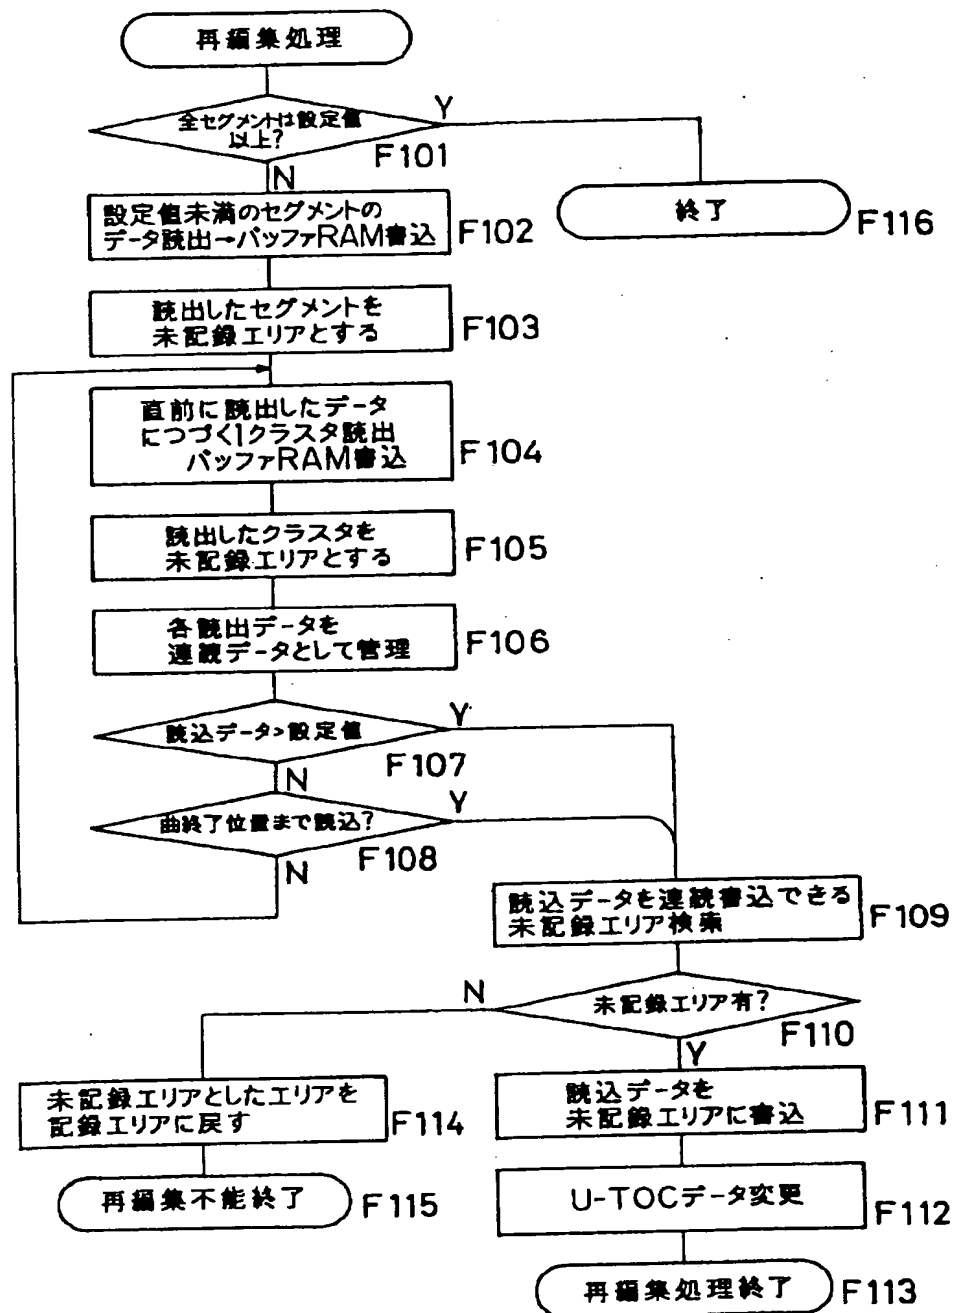 再編集処理
全セグメントは設定値
以上?
Y
F101
N
設定値未満のセグメントの
データ読出→バッファRAM書込
F102
終了
F116
読出したセグメントを
未記録エリアとする
F103
直前に読出したデータ
につづく1クラスタ読出
バッファRAM書込
F104
読出したクラスタを
未記録エリアとする
F105
各読出データを
連続データとして管理
F106
読込データ>設定値
Y
F107
N
曲終了位置まで読込?
Y
F108
N
読込データを連続書込できる
未記録エリア検索
F109
未記録エリア有?
N
F110
Y
未記録エリアとしたエリアを
記録エリアに戻す
F114
読込データを
未記録エリアに書込
F111
再編集不能終了
F115
U-TOCデータ変更
F112
再編集処理終了
F113